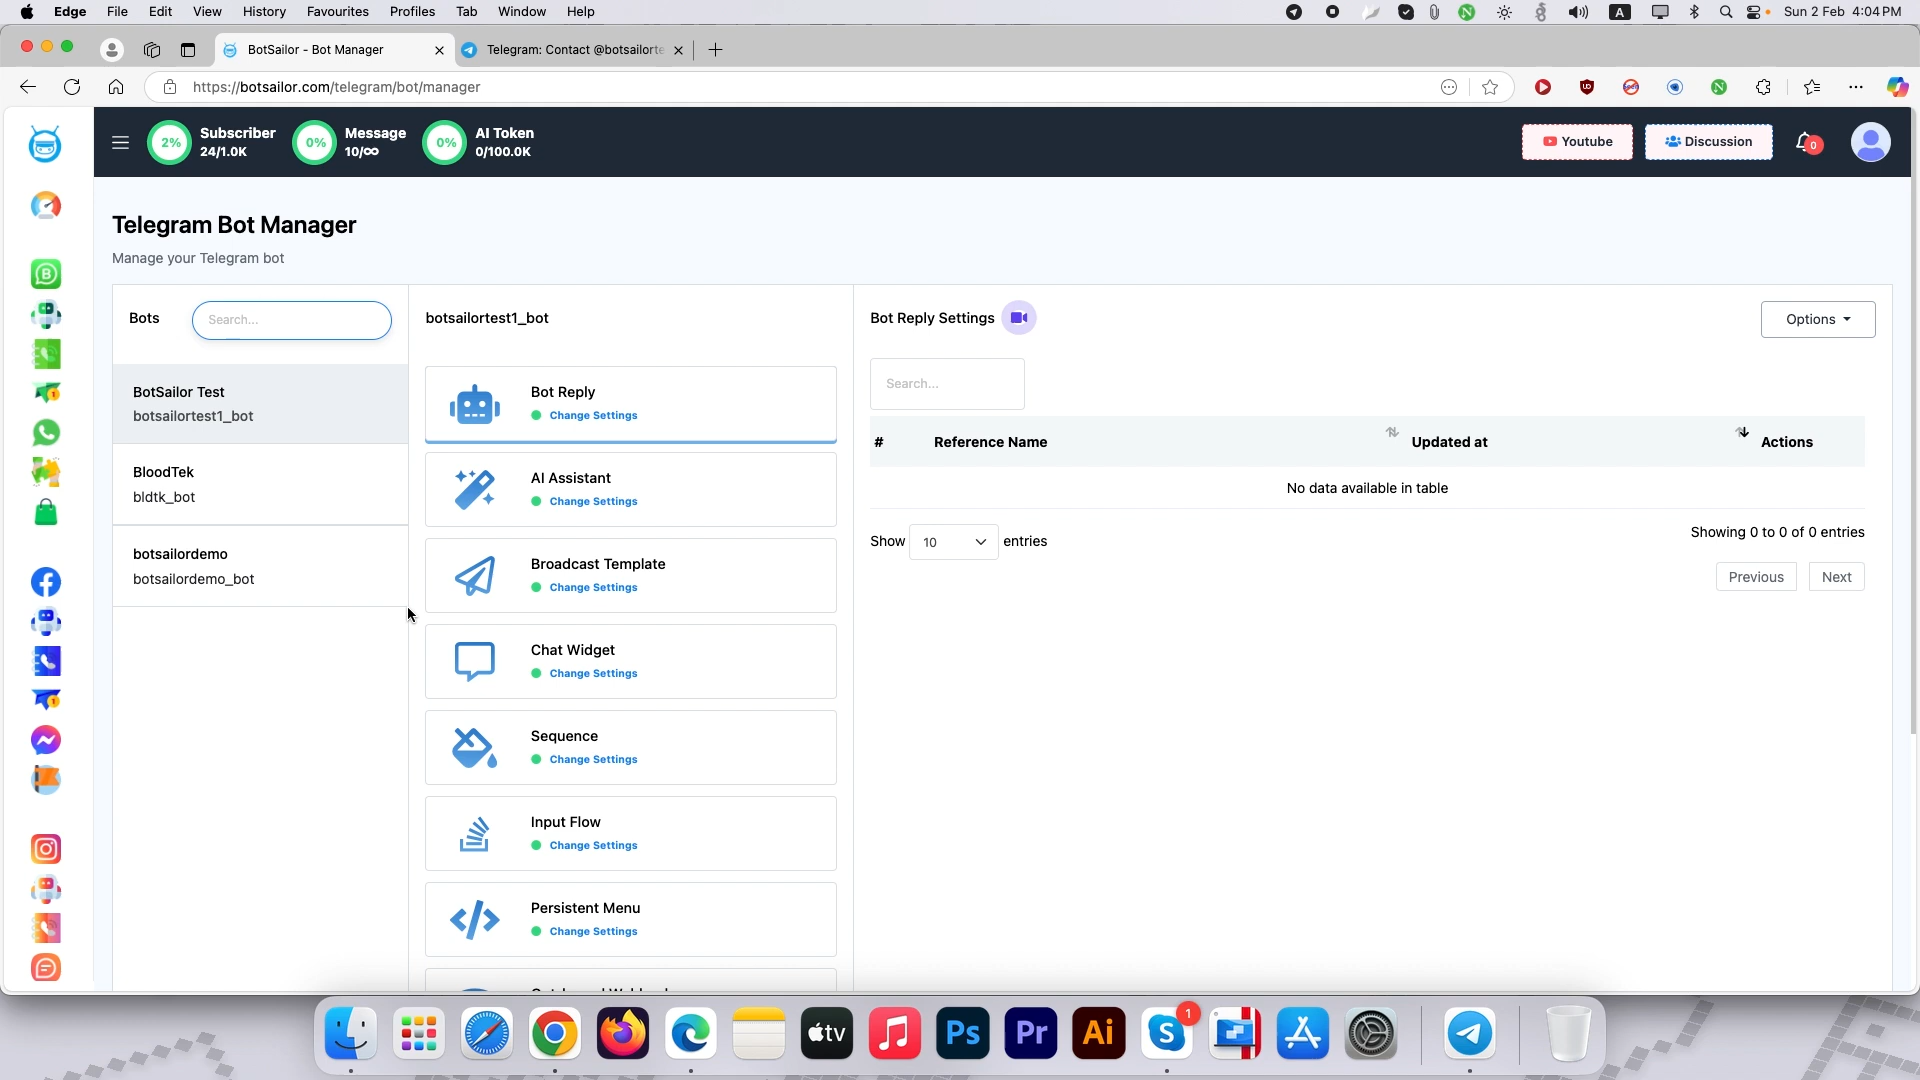 Edge File Edit View History Favourites Profiles Tab Window Help
A
Sun 2 Feb 4:04 PM
BotSailor - Bot Manager
Telegram: Contact @botsailorte
https://botsailor.com/telegram/bot/manager
2%
Subscriber
24/1.0K
0%
Message
10/∞
0%
AI Token
0/100.0K
Youtube
Discussion
0
Telegram Bot Manager
Manage your Telegram bot
Bots
Search...
BotSailor Test
botsailortest1_bot
BloodTek
bldtk_bot
botsailordemo
botsailordemo_bot
botsailortest1_bot
Bot Reply
Change Settings
AI Assistant
Change Settings
Broadcast Template
Change Settings
Chat Widget
Change Settings
Sequence
Change Settings
Input Flow
Change Settings
Persistent Menu
Change Settings
Bot Reply Settings
Options
Search...
# Reference Name Updated at Actions
No data available in table
Show 10 entries
Showing 0 to 0 of 0 entries
Previous Next
tv
Ps
Pr
Ai
S
1